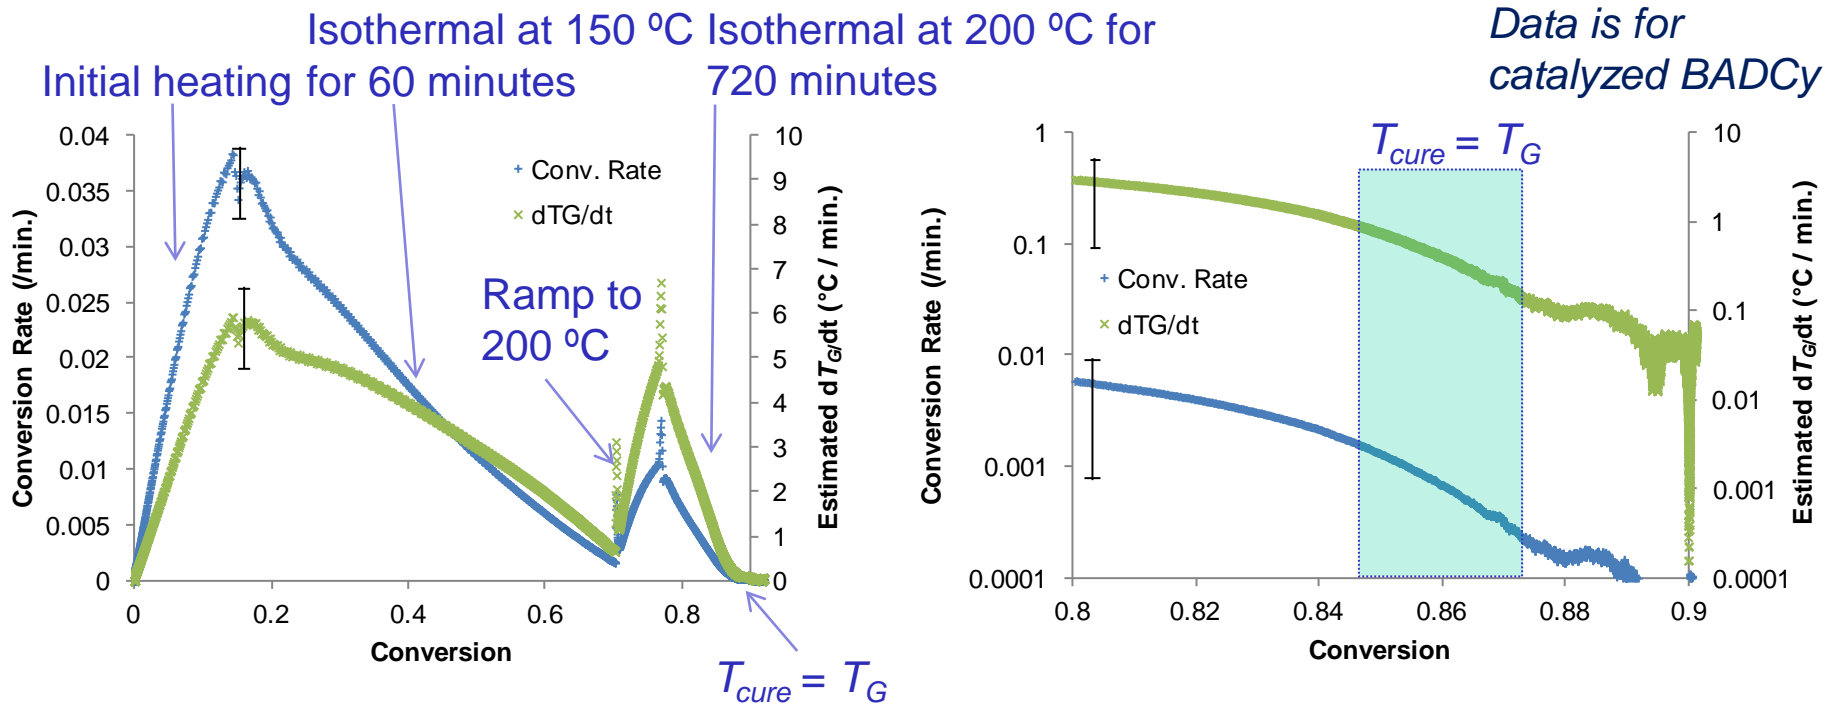 Isothermal at 150 ºC Isothermal at 200 ºC for
Initial heating for 60 minutes 720 minutes
Data is for
catalyzed BADCy
0.04
0.035
0.03
0.025
0.02
0.015
0.01
0.005
0
Conversion Rate (/min.)
0
0.2
0.4
0.6
0.8
Conversion
10
9
8
7
6
5
4
3
2
1
0
Estimated dTG/dt (°C / min.)
Conv. Rate
dTG/dt
Ramp to
200 ºC
Tcure = TG
Tcure = TG
1
0.1
0.01
0.001
0.0001
Conversion Rate (/min.)
Conv. Rate
dTG/dt
0.8
0.82
0.84
0.86
0.88
0.9
Conversion
10
1
0.1
0.01
0.001
0.0001
Estimated dTG/dt (°C / min.)